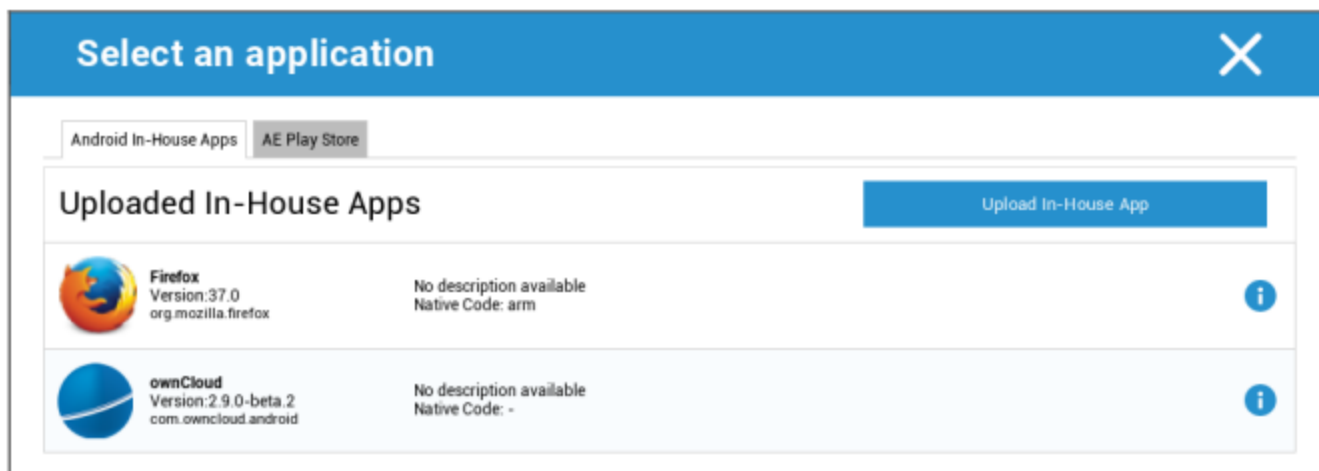 Select an application
Android In-House Apps
AE Play Store
Uploaded In-House Apps
Upload In-House App
Firefox
Version:37.0
org.mozilla.firefox
No description available
Native Code: arm
ownCloud
Version:2.9.0-beta.2
com.owncloud.android
No description available
Native Code: -